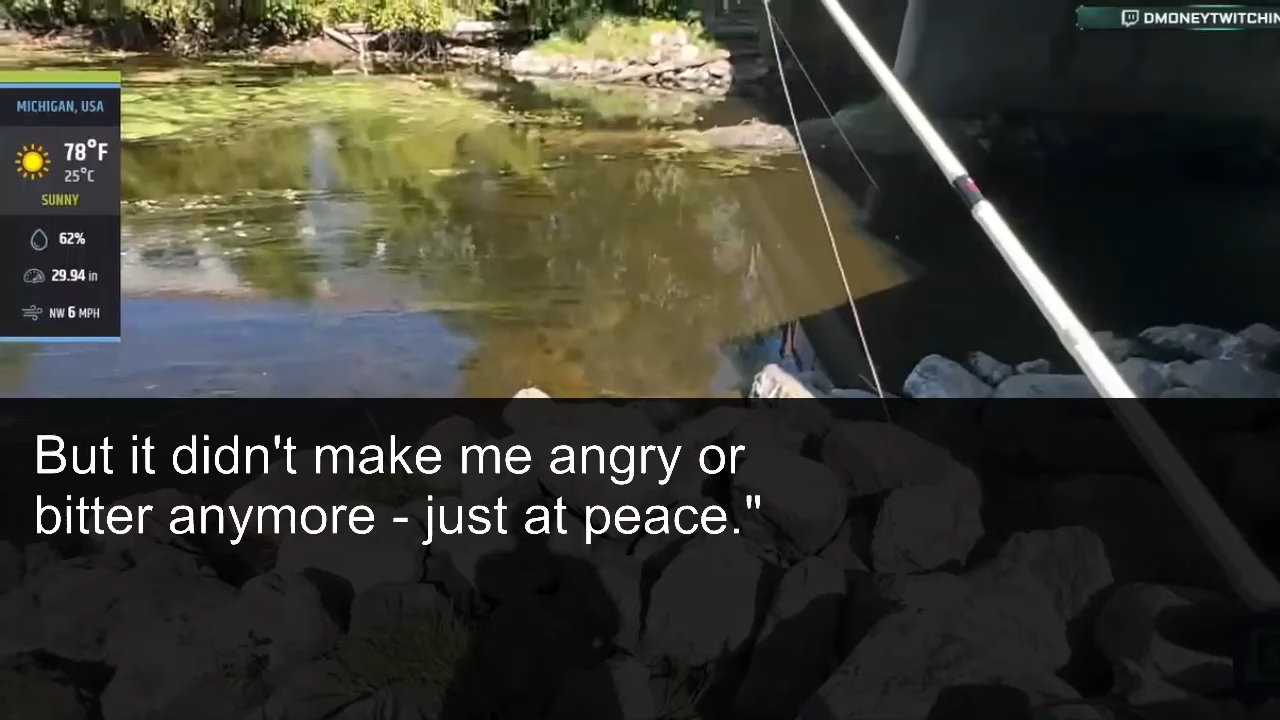 DMONEYTWITCHIN
MICHIGAN, USA
78°F
25°C
SUNNY
62%
29.94 in
NW 6 MPH
But it didn't make me angry or
bitter anymore - just at peace."